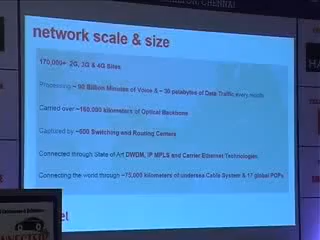 CHENNAI
network scale & size
170,000+ 2G, 3G & 4G Sites
Processing ~ 90 Billion Minutes of Voice & ~ 30 petabytes of Data Traffic every month
Carried over ~160,000 kilometers of Optical Backbone
Captured by ~600 Switching and Routing Centers
Connected through State of Art DWDM, IP MPLS and Carrier Ethernet Technologies.
Connecting the world through ~75,000 kilometers of undersea Cable System & 17 global POPs